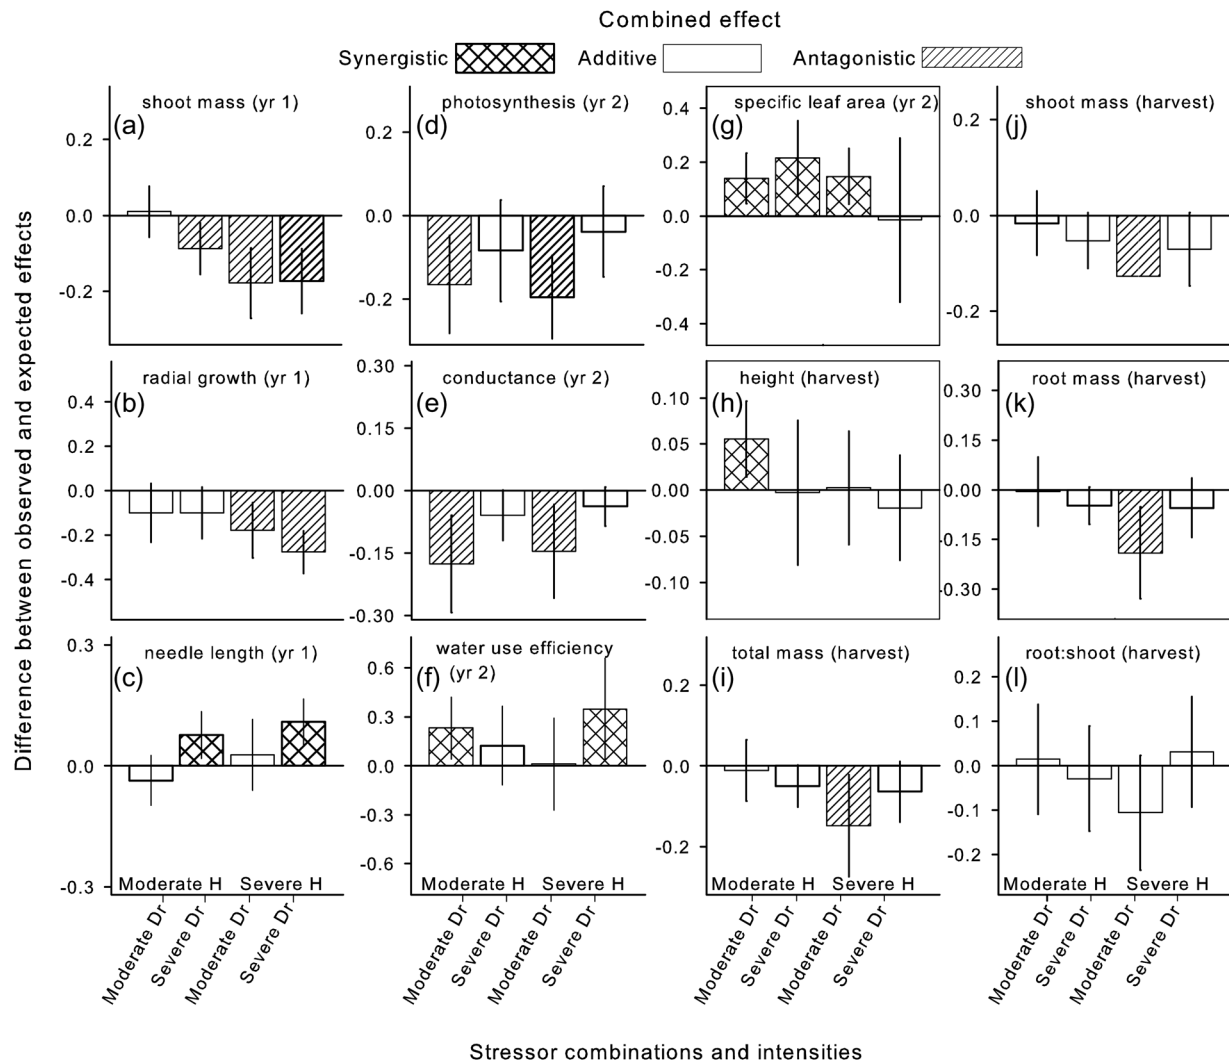 Combined effect
Synergistic Additive Antagonistic
Difference between observed and expected effects
shoot mass (yr 1)
(a)
0.2
0.0
-0.2
photosynthesis (yr 2)
(d)
0.2
0.0
-0.2
specific leaf area (yr 2)
(g)
0.4
0.2
0.0
-0.2
-0.4
shoot mass (harvest)
(j)
0.2
0.0
-0.2
radial growth (yr 1)
(b)
0.4
0.2
0.0
-0.2
-0.4
conductance (yr 2)
(e)
0.30
0.15
0.00
-0.15
-0.30
height (harvest)
(h)
0.10
0.05
0.00
-0.05
-0.10
root mass (harvest)
(k)
0.30
0.15
0.00
-0.15
-0.30
needle length (yr 1)
(c)
0.3
0.0
-0.3
Moderate H Severe H
Moderate Dr
Severe Dr
Moderate Dr
Severe Dr
water use efficiency
(yr 2)
(f)
0.6
0.3
0.0
-0.3
-0.6
Moderate H Severe H
Moderate Dr
Severe Dr
Moderate Dr
Severe Dr
total mass (harvest)
(i)
0.2
0.0
-0.2
Moderate H Severe H
Moderate Dr
Severe Dr
Moderate Dr
Severe Dr
root:shoot (harvest)
(l)
0.2
0.1
0.0
-0.1
-0.2
Moderate H Severe H
Moderate Dr
Severe Dr
Moderate Dr
Severe Dr
Stressor combinations and intensities